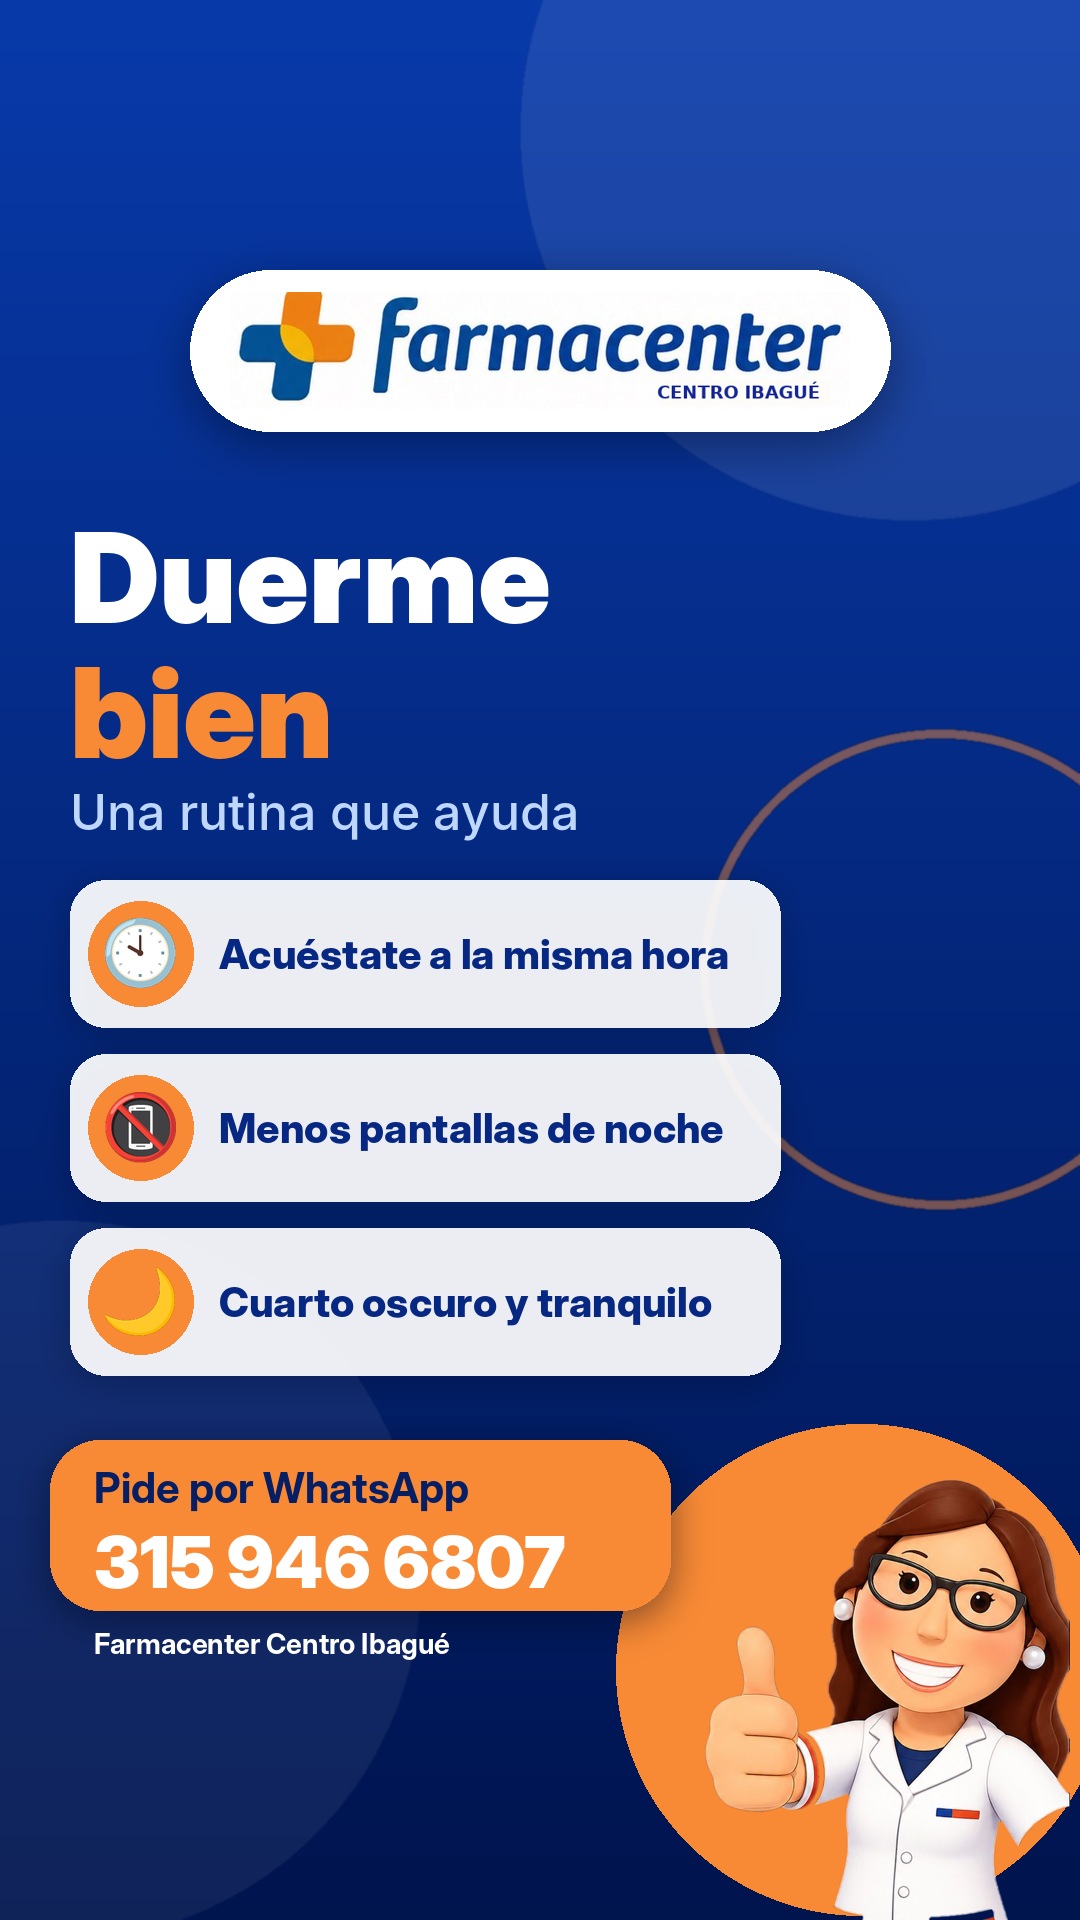 farmacenter
CENTRO IBAGUÉ
Duerme
bien
Una rutina que ayuda
Acuéstate a la misma hora
Menos pantallas de noche
Cuarto oscuro y tranquilo
Pide por WhatsApp
315 946 6807
Farmacenter Centro Ibagué